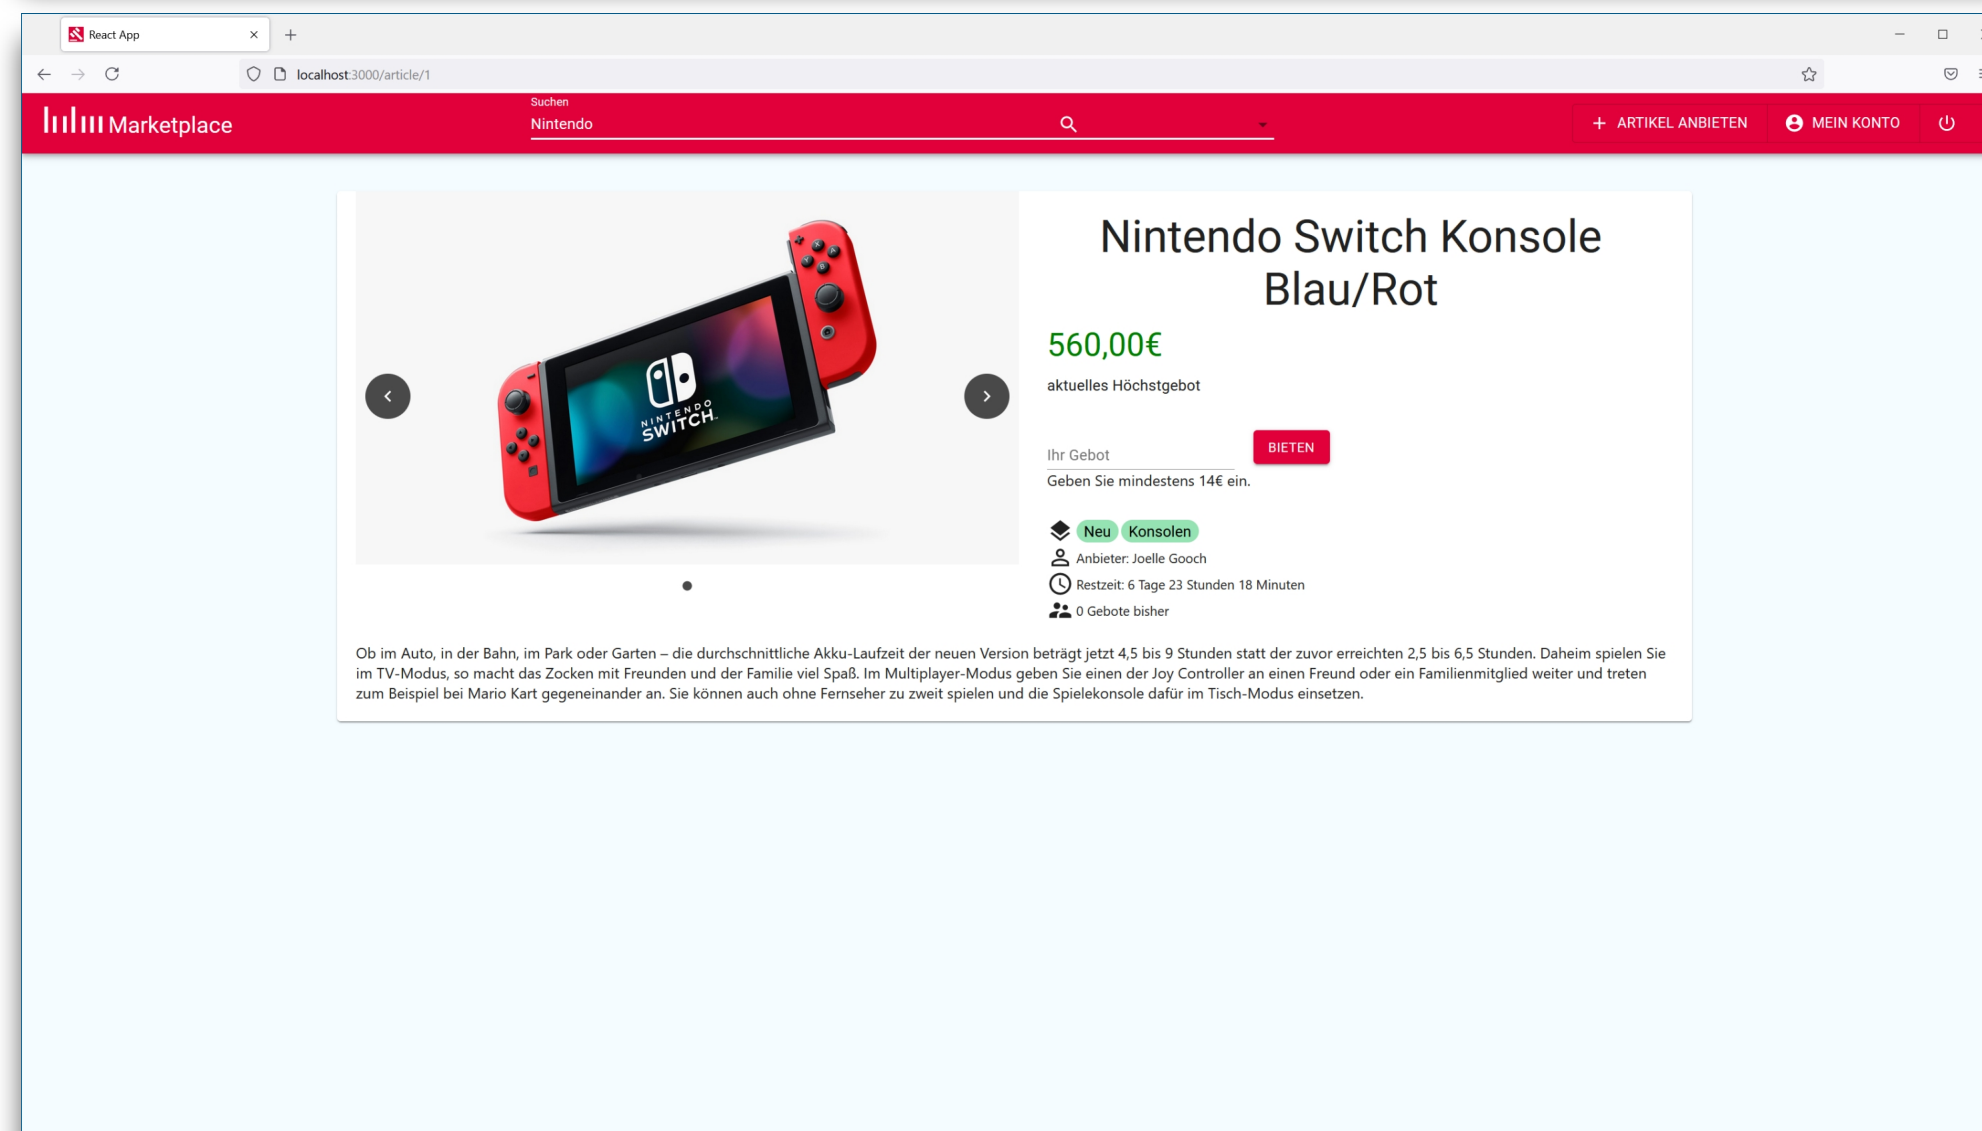 React App
localhost:3000/article/1
Marketplace
Suchen
Nintendo
ARTIKEL ANBIETEN
MEIN KONTO
NINTENDO
SWITCH
Nintendo Switch Konsole
Blau/Rot
560,00€
aktuelles Höchstgebot
Ihr Gebot
BIETEN
Geben Sie mindestens 14€ ein.
Neu Konsolen
Anbieter: Joelle Gooch
Restzeit: 6 Tage 23 Stunden 18 Minuten
0 Gebote bisher
Ob im Auto, in der Bahn, im Park oder Garten – die durchschnittliche Akku-Laufzeit der neuen Version beträgt jetzt 4,5 bis 9 Stunden statt der zuvor erreichten 2,5 bis 6,5 Stunden. Daheim spielen Sie
im TV-Modus, so macht das Zocken mit Freunden und der Familie viel Spaß. Im Multiplayer-Modus geben Sie einen der Joy Controller an einen Freund oder ein Familienmitglied weiter und treten
zum Beispiel bei Mario Kart gegeneinander an. Sie können auch ohne Fernseher zu zweit spielen und die Spielekonsole dafür im Tisch-Modus einsetzen.